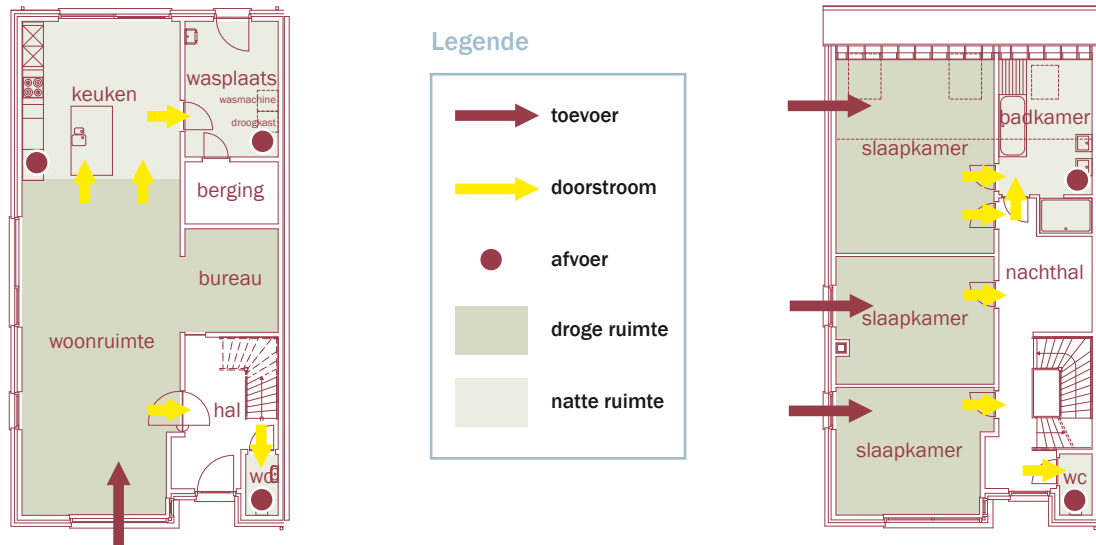 keuken
wasplaats
wasmachine
droogkast
berging
bureau
woonruimte
hal
wc
Legende
toevoer
doorstroom
afvoer
droge ruimte
natte ruimte
badkamer
slaapkamer
nachthal
slaapkamer
slaapkamer
wc